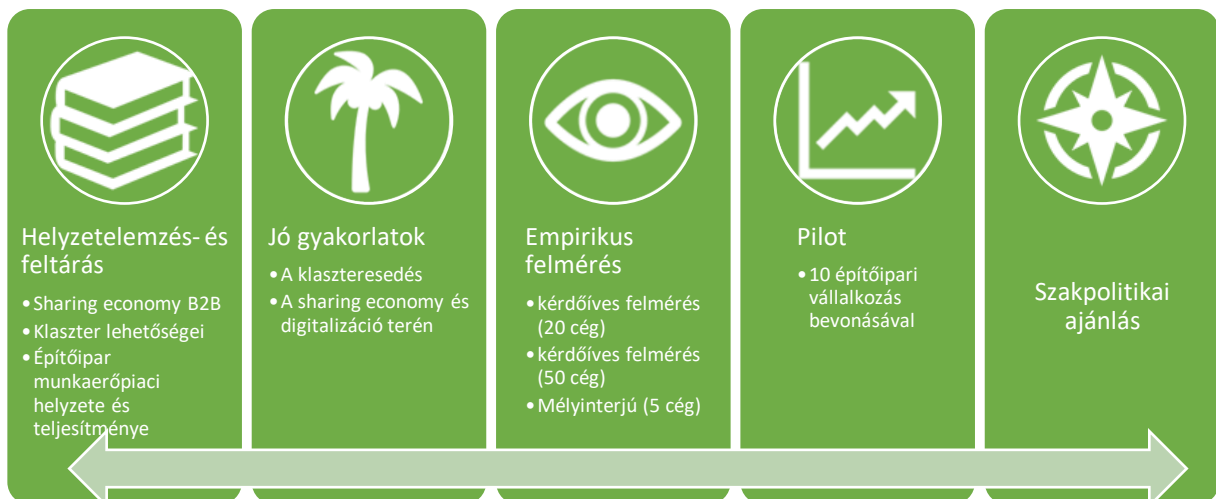 Helyzetelemzés- és
feltárás
•Sharing economy B2B
•Klaszter lehetőségei
•Építőipar
munkaerőpiaci
helyzete és
teljesítménye
Jó gyakorlatok
•A klaszteresedés
•A sharing economy és
digitalizáció terén
Empirikus
felmérés
•kérdőíves felmérés
(20 cég)
•kérdőíves felmérés
(50 cég)
•Mélyinterjú (5 cég)
Pilot
•10 építőipari
vállalkozás
bevonásával
Szakpolitikai
ajánlás